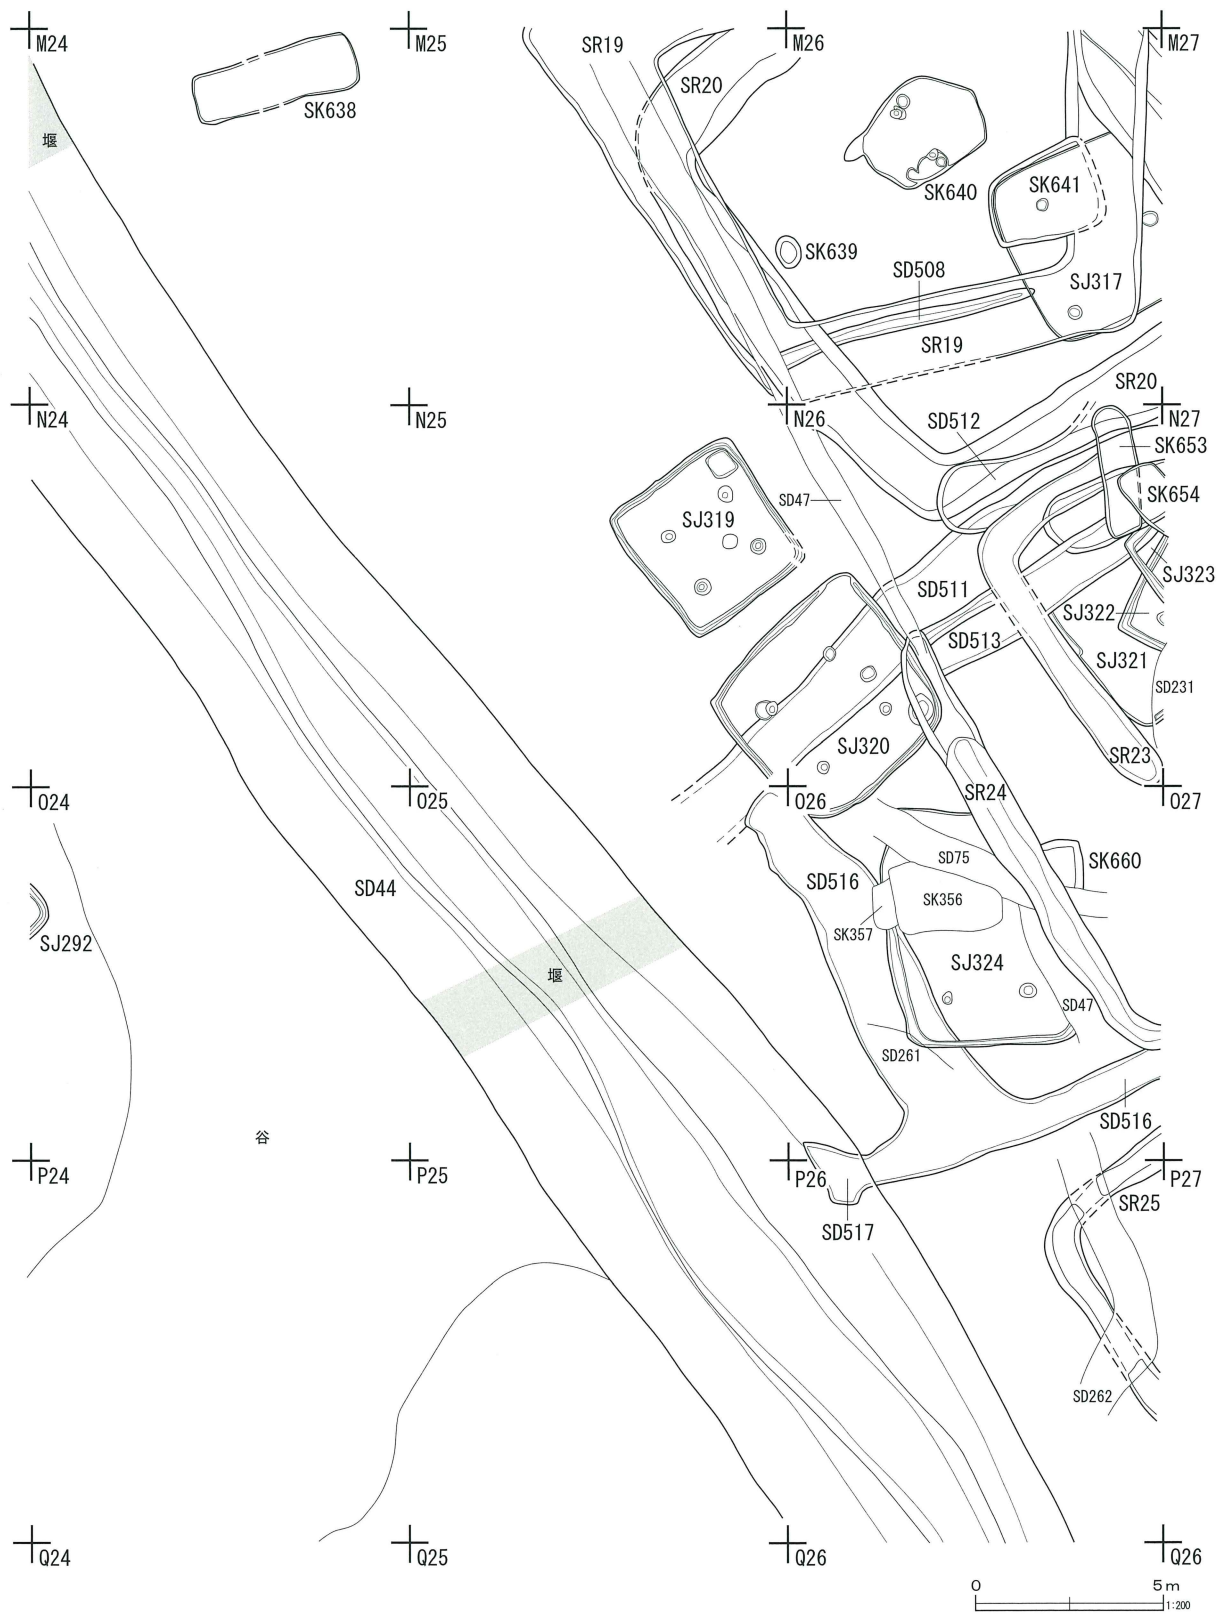 M24
M25
M26
M27
SR19
SR20
SK638
堰
SK640
SK641
SK639
SD508
SJ317
SR19
SR20
N24
N25
N26
N27
SD512
SK653
SD47
SJ319
SK654
SJ323
SD511
SJ322
SD513
SJ321
SD231
SJ320
SR23
O24
O25
O26
SR24
O27
SD75
SK660
SD44
SD516
SK356
SK357
SJ292
SJ324
堰
SD47
SD261
SD516
谷
P24
P25
P26
P27
SR25
SD517
SD262
Q24
Q25
Q26
Q26
0 5m
1:200